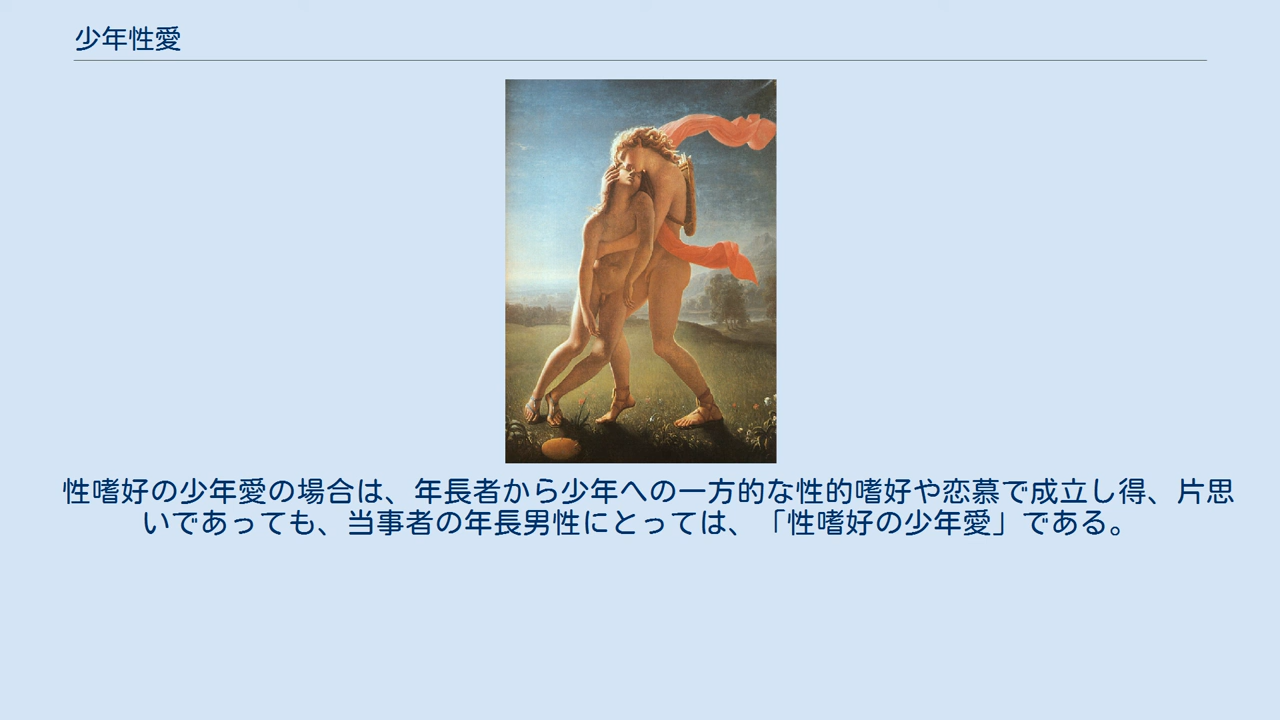 少年性愛
性嗜好の少年愛の場合は、年長者から少年への一方的な性的嗜好や恋慕で成立し得、片思
いであっても、当事者の年長男性にとっては、「性嗜好の少年愛」である。